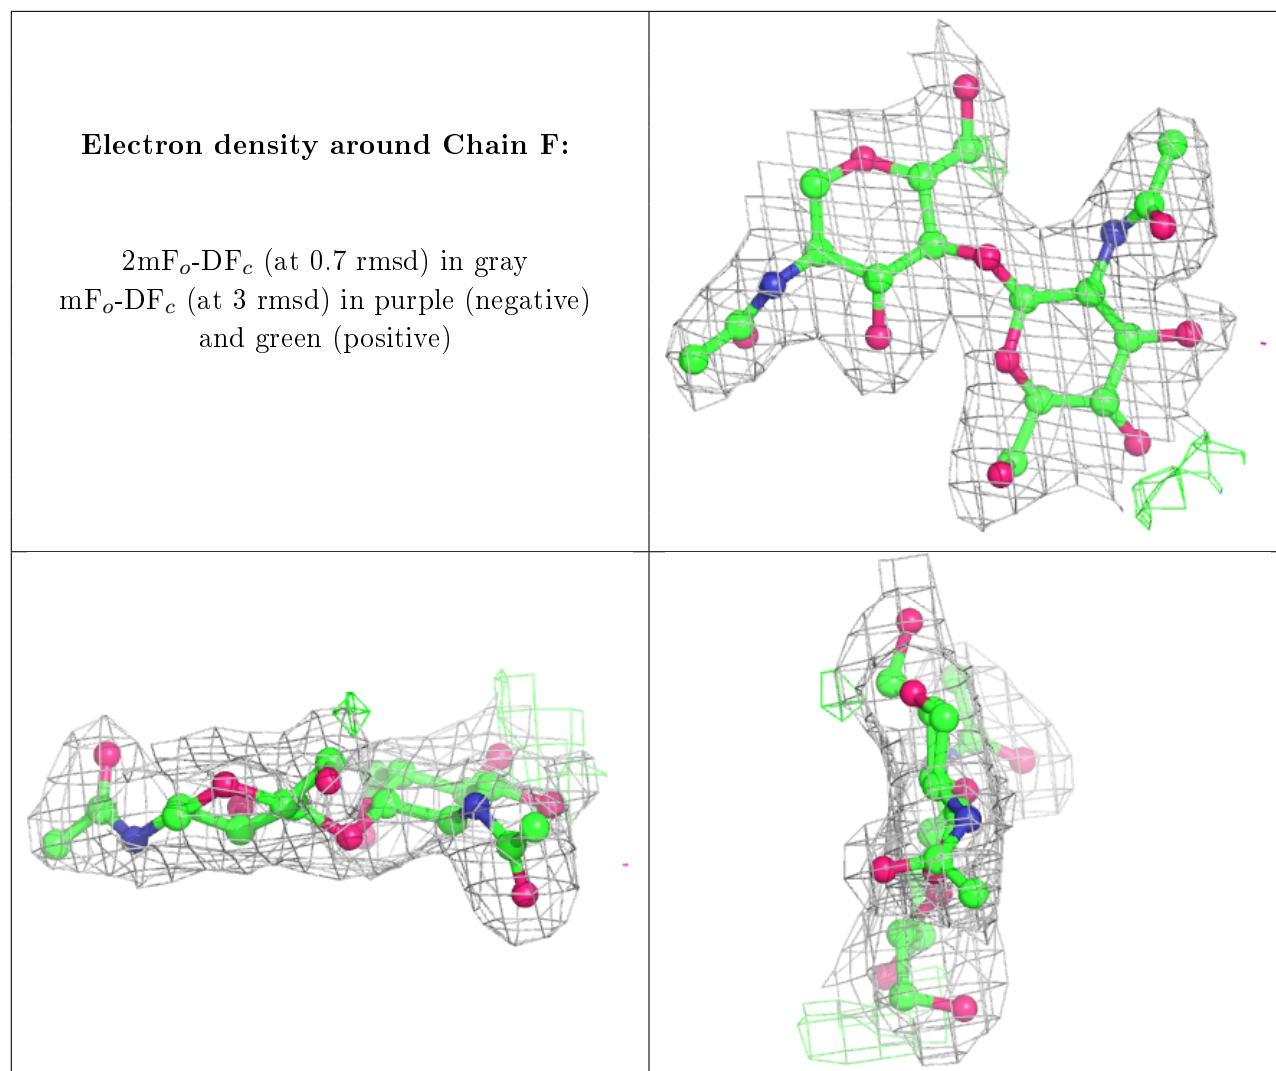 Electron density around Chain F:
2mFₒ-DF𝒸 (at 0.7 rmsd) in gray
mFₒ-DF𝒸 (at 3 rmsd) in purple (negative)
and green (positive)